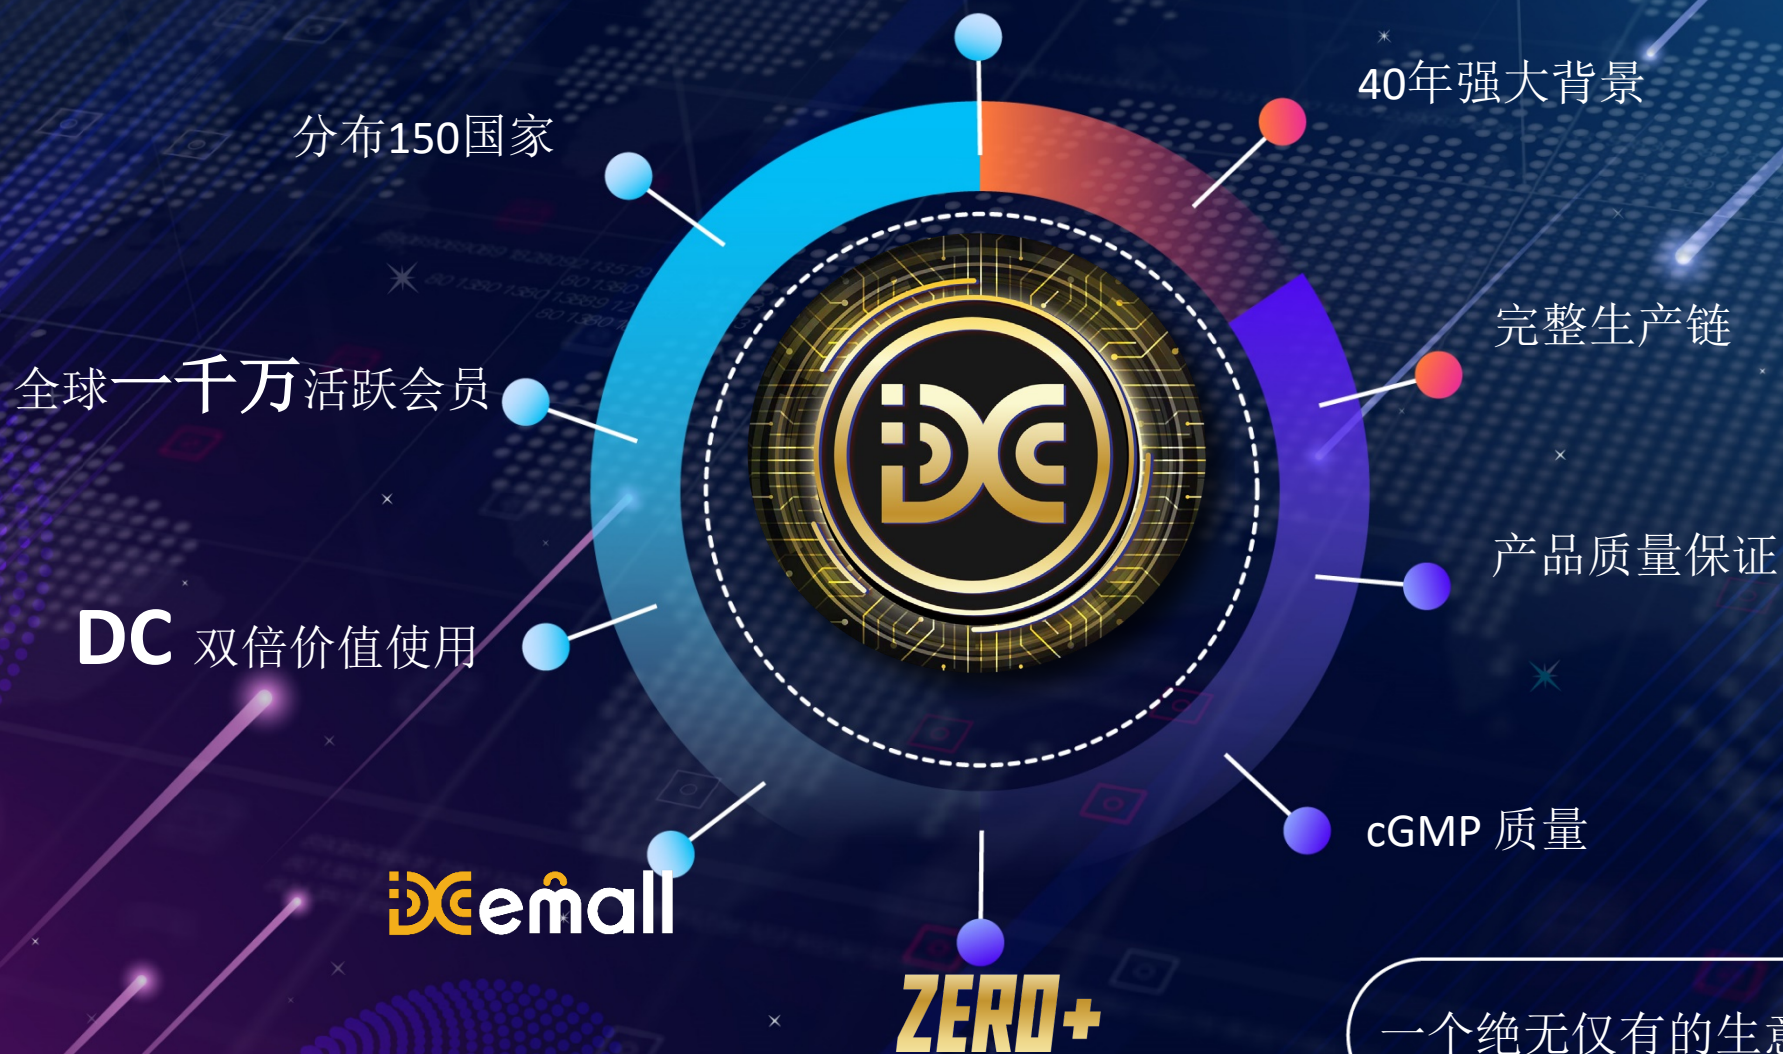 40年强大背景
分布150国家
完整生产链
全球一千万活跃会员
产品质量保证
DC 双倍价值使用
cGMP 质量
DC
DCemall
ZERO+
一个绝无仅有的生意